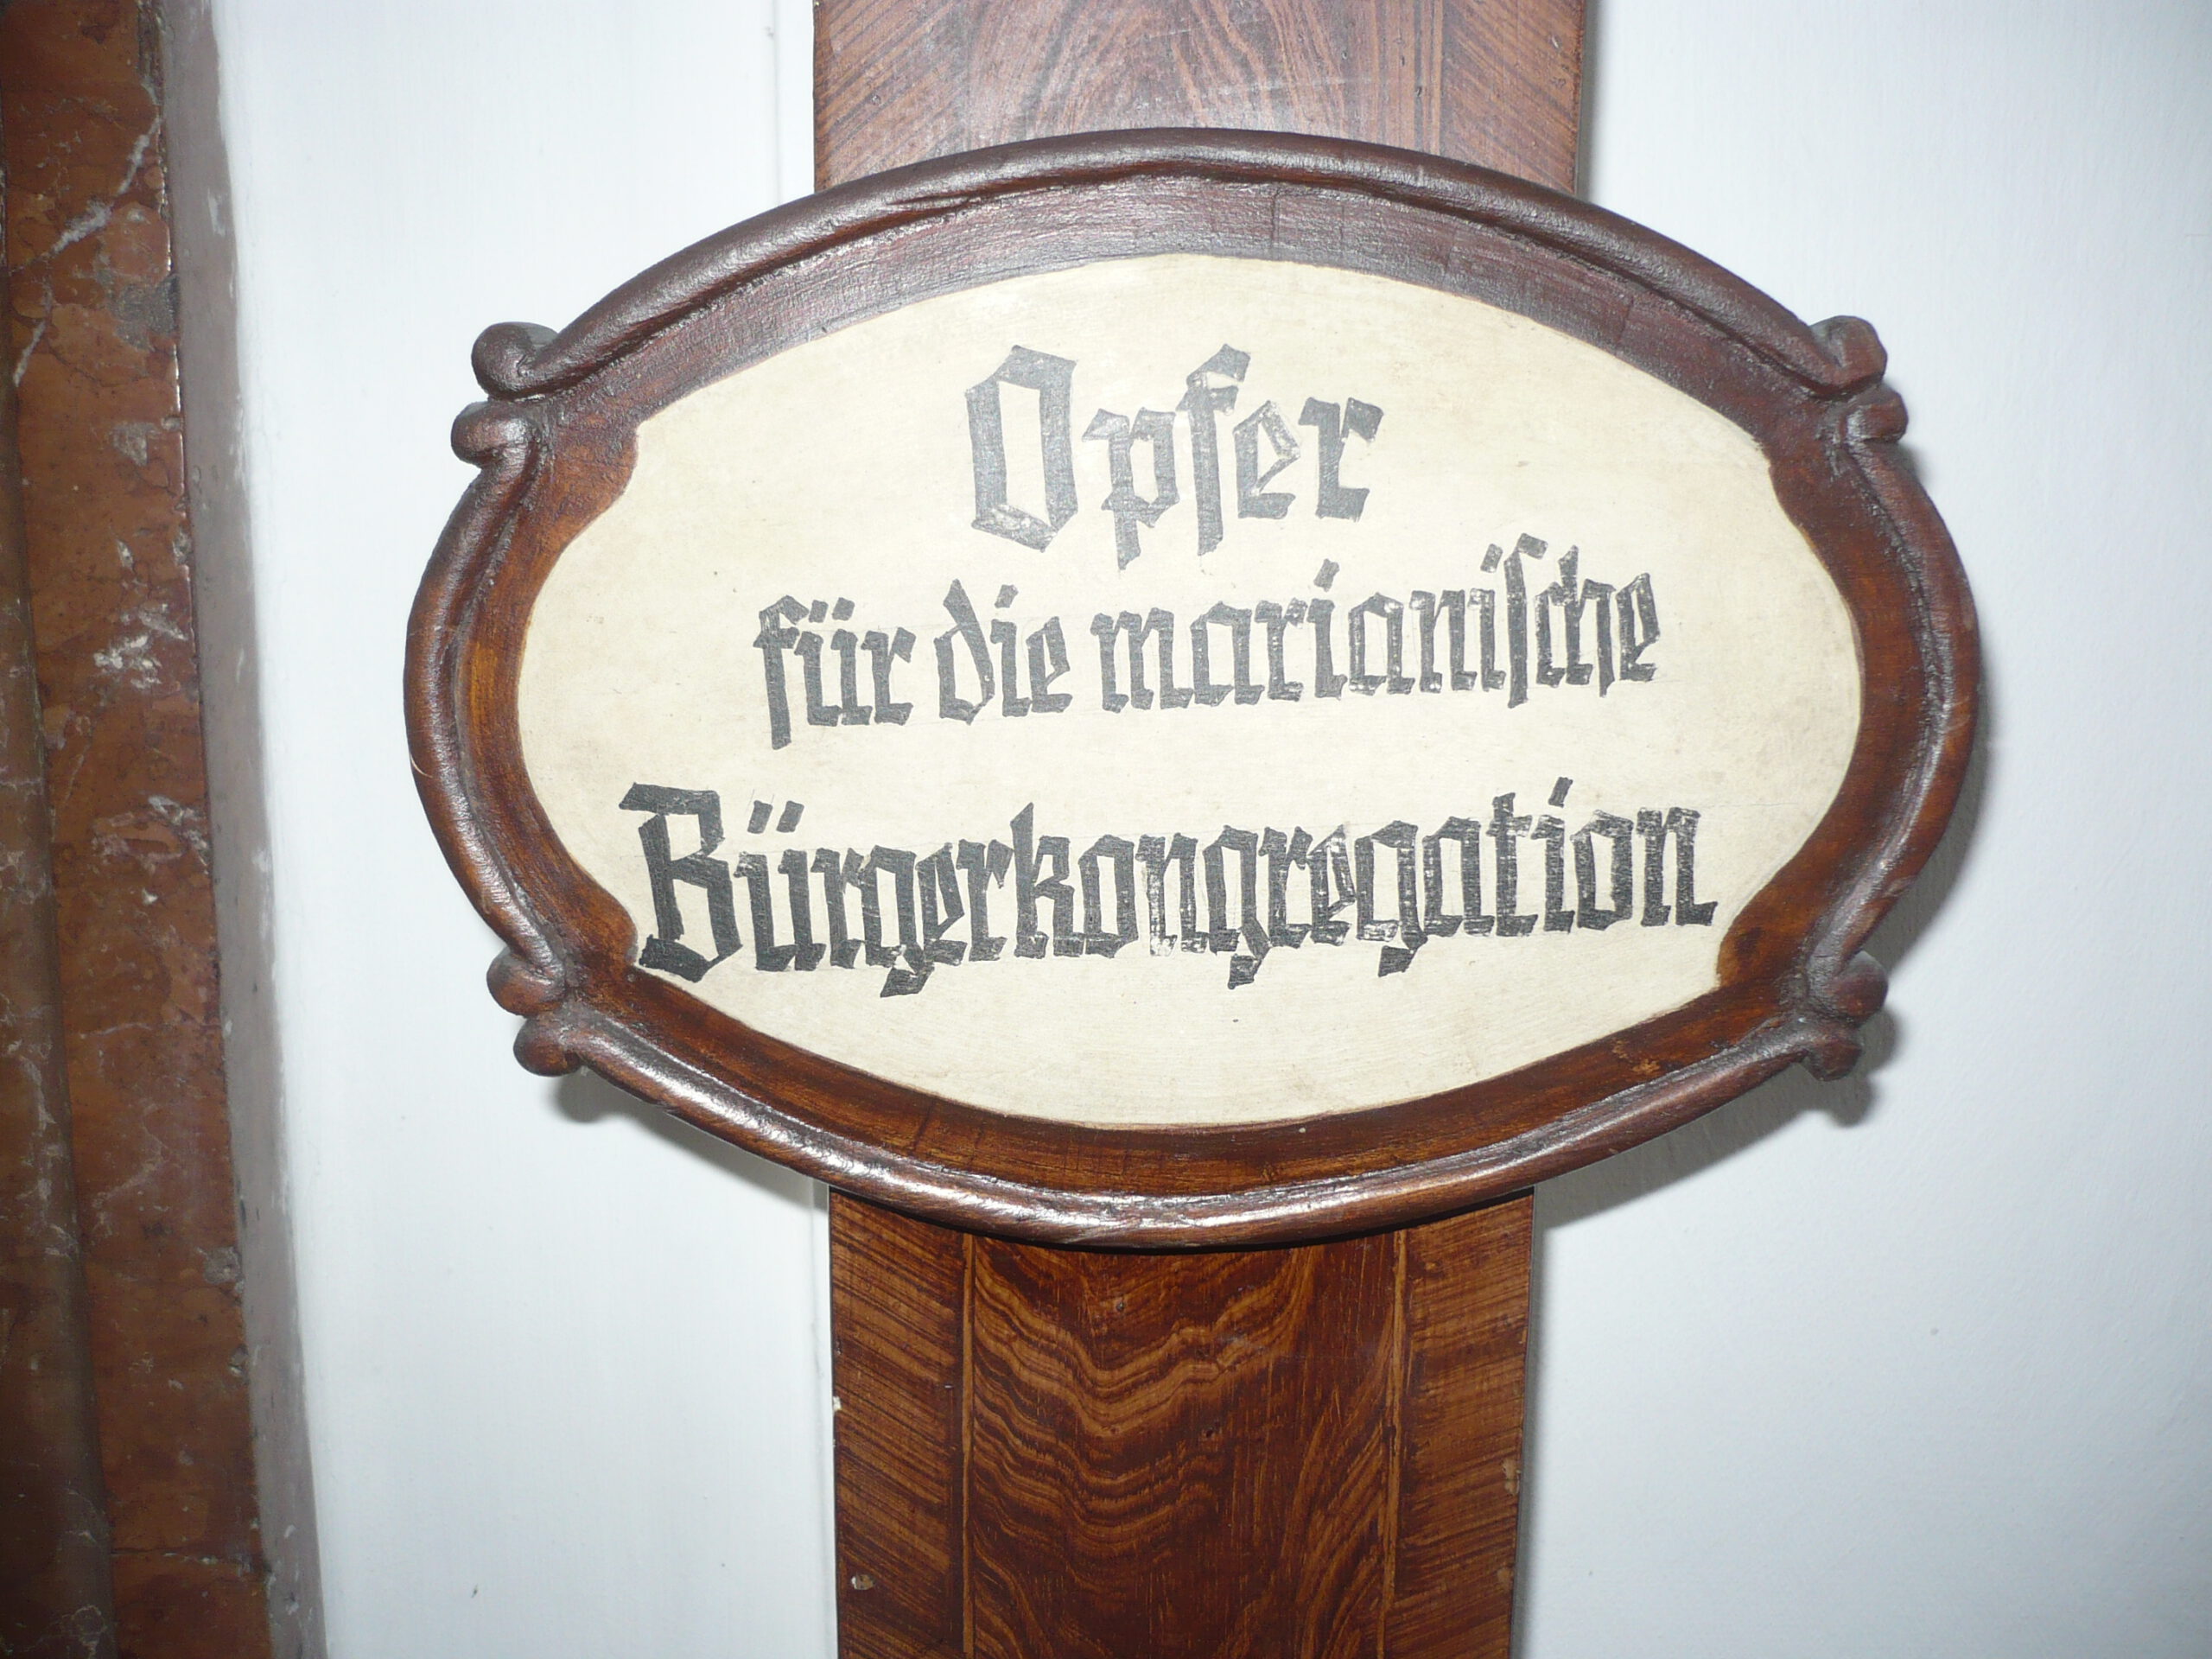 Opfer
für die marianiſche
Bürgerkongregation